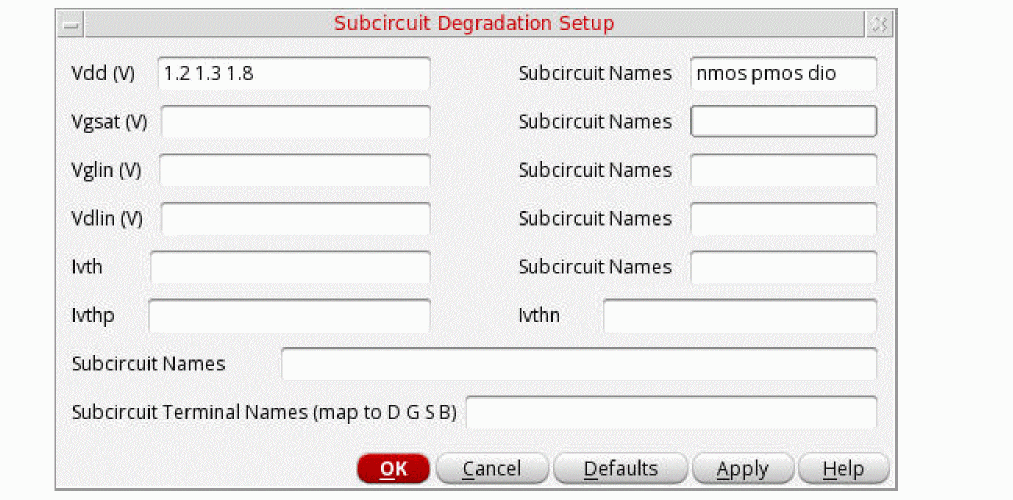 Subcircuit Degradation Setup
Vdd (V) 1.2 1.3 1.8 Subcircuit Names nmos pmos dio
Vgsat (V) Subcircuit Names
Vglin (V) Subcircuit Names
Vdlin (V) Subcircuit Names
Ivth Subcircuit Names
Ivthp Ivthn
Subcircuit Names
Subcircuit Terminal Names (map to D G S B)
OK Cancel Defaults Apply Help